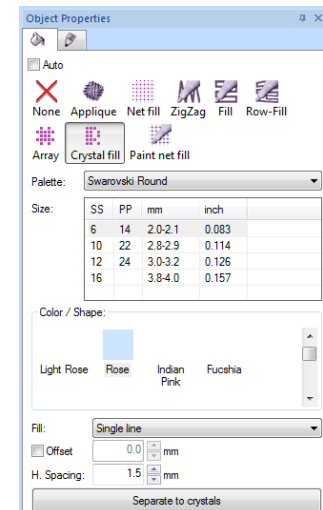 Object Properties
Auto
None Applique Net fill ZigZag Fill Row-Fill
Array Crystal fill Paint net fill
Palette: Swarovski Round
Size: SS PP mm inch
6 14 2.0-2.1 0.083
10 22 2.8-2.9 0.114
12 24 3.0-3.2 0.126
16 3.8-4.0 0.157
Color / Shape:
Light Rose Rose Indian Pink Fucshia
Fill: Single line
Offset 0.0 mm
H. Spacing: 1.5 mm
Separate to crystals